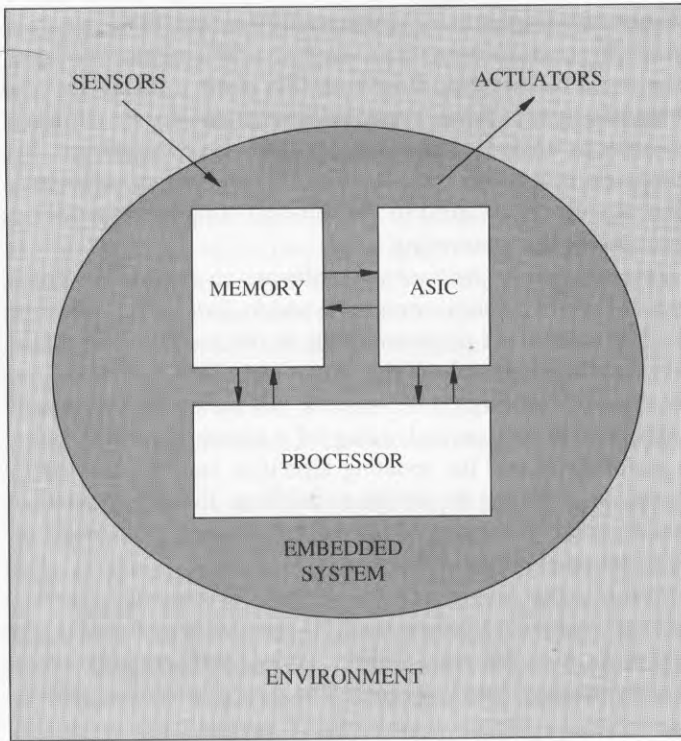 SENSORS
ACTUATORS
MEMORY
ASIC
PROCESSOR
EMBEDDED
SYSTEM
ENVIRONMENT